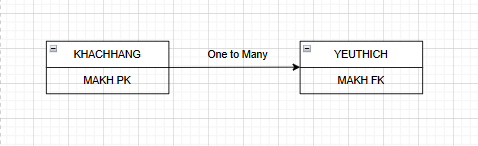 KHACHHANG
MAKH PK
One to Many
YEUTHICH
MAKH FK